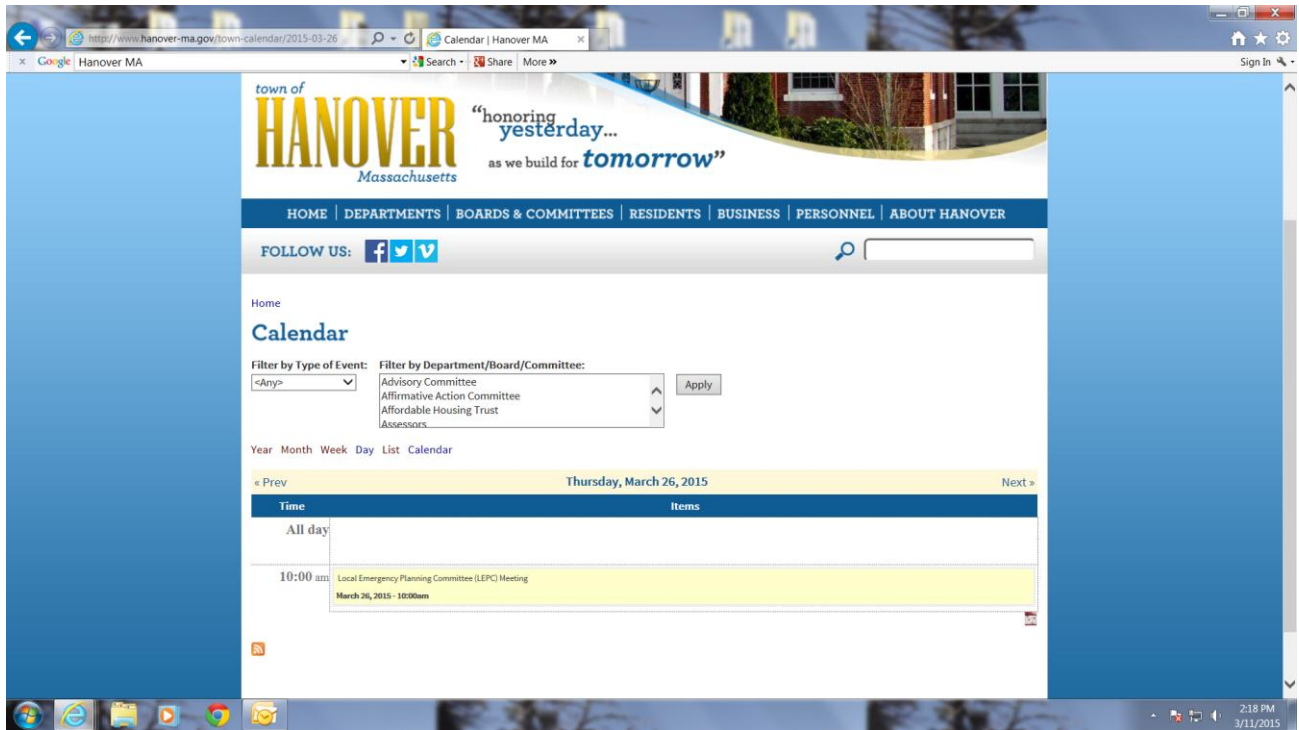 http://www.hanover-ma.gov/town-calendar/2015-03-26
Calendar | Hanover MA
x Google Hanover MA Search Share More » Sign In
town of
HANOVER
Massachusetts
“honoring
yesterday...
as we build for tomorrow”
HOME | DEPARTMENTS | BOARDS & COMMITTEES | RESIDENTS | BUSINESS | PERSONNEL | ABOUT HANOVER
FOLLOW US:
Home
Calendar
Filter by Type of Event: Filter by Department/Board/Committee:
<Any>
Advisory Committee
Affirmative Action Committee
Affordable Housing Trust
Assessors
Apply
Year Month Week Day List Calendar
« Prev Thursday, March 26, 2015 Next »
Time Items
All day
10:00 am Local Emergency Planning Committee (LEPC) Meeting
March 26, 2015 - 10:00am
2:18 PM
3/11/2015